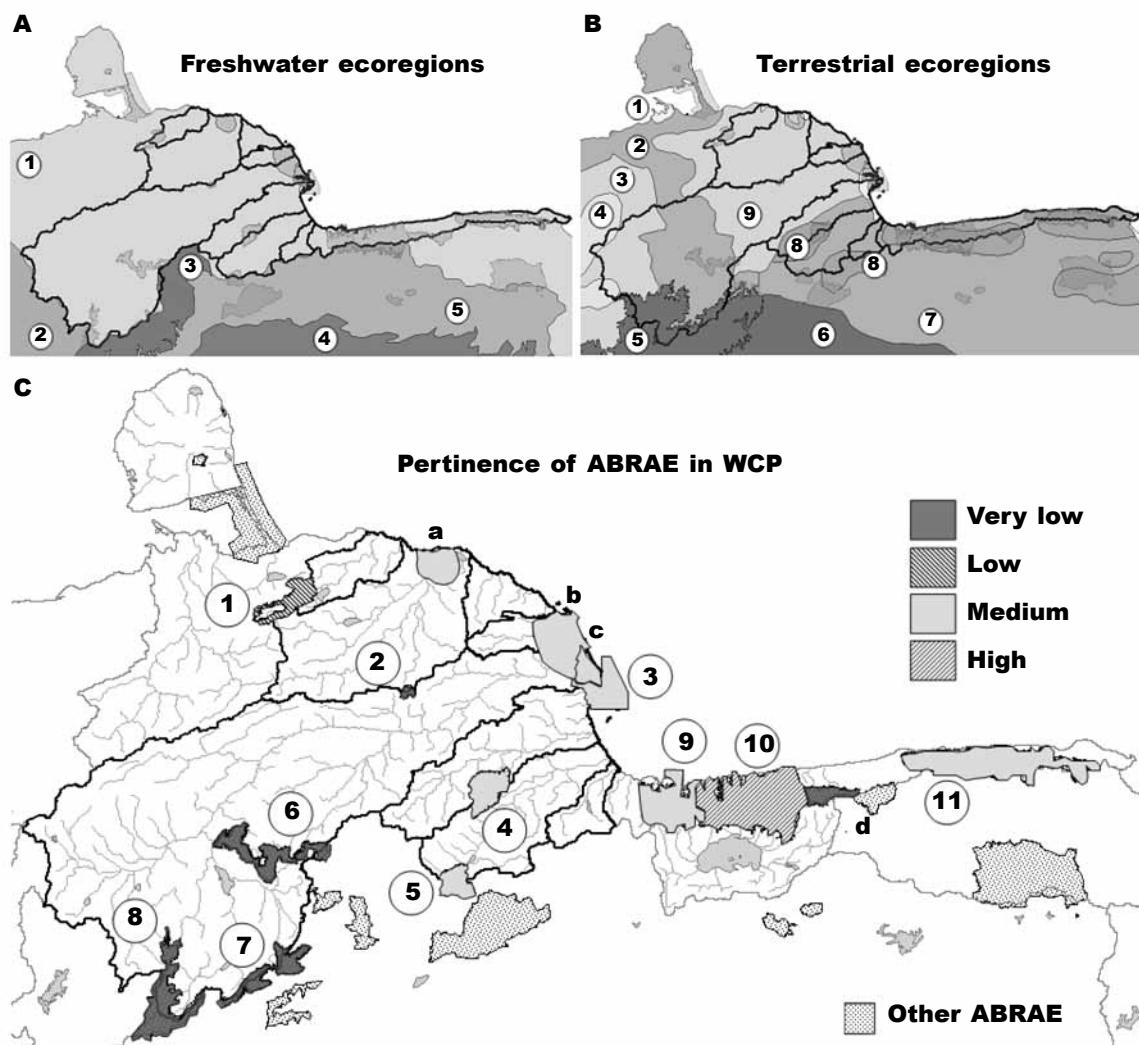 A
Freshwater ecoregions
1
2
3
4
5
B
Terrestrial ecoregions
1
2
3
4
5
6
7
8
8
9
C
Pertinence of ABRAE in WCP
Very low
Low
Medium
High
a
b
c
d
1
2
3
4
5
6
7
8
9
10
11
Other ABRAE